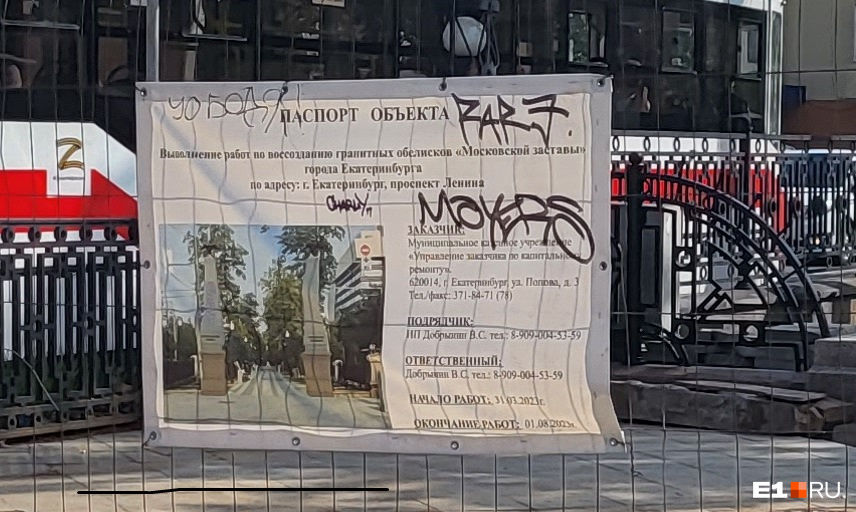 УО БОДЯ!
ПАСПОРТ ОБЪЕКТА
RARJ.
Выполнение работ по воссозданию гранитных обелисков «Московской заставы»
города Екатеринбурга
по адресу: г. Екатеринбург, проспект Ленина
CHARLY
MOYERS
ЗАКАЗЧИК:
Муниципальное казенное учреждение
«Управление заказчика по капитальному
ремонту».
620014, г. Екатеринбург, ул. Попова, д. 3
Тел./факс: 371-84-71 (78)
ПОДРЯДЧИК:
ИП Добрынин В.С. тел.: 8-909-004-53-59
ОТВЕТСТВЕННЫЙ:
Добрынин В.С. тел.: 8-909-004-53-59
НАЧАЛО РАБОТ: 31.03.2023г.
ОКОНЧАНИЕ РАБОТ: 01.08.2023г.
Z
E1.RU